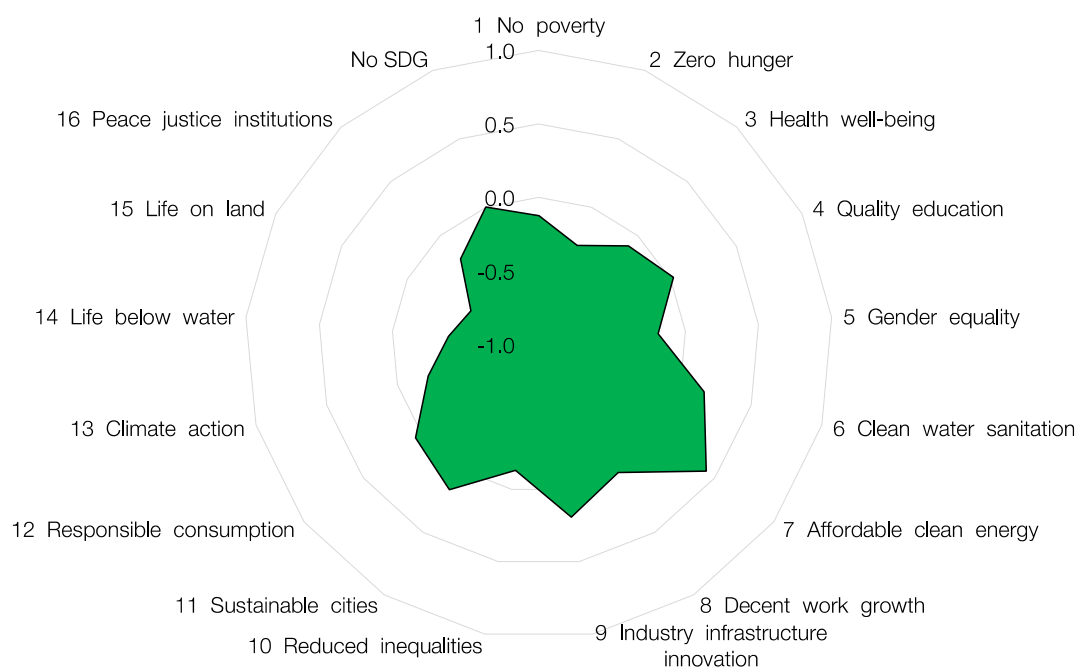 1 No poverty
1.0
No SDG
2 Zero hunger
16 Peace justice institutions
0.5
3 Health well-being
15 Life on land
0.0
4 Quality education
-0.5
14 Life below water
5 Gender equality
-1.0
13 Climate action
6 Clean water sanitation
12 Responsible consumption
7 Affordable clean energy
11 Sustainable cities
8 Decent work growth
10 Reduced inequalities
9 Industry infrastructure
innovation